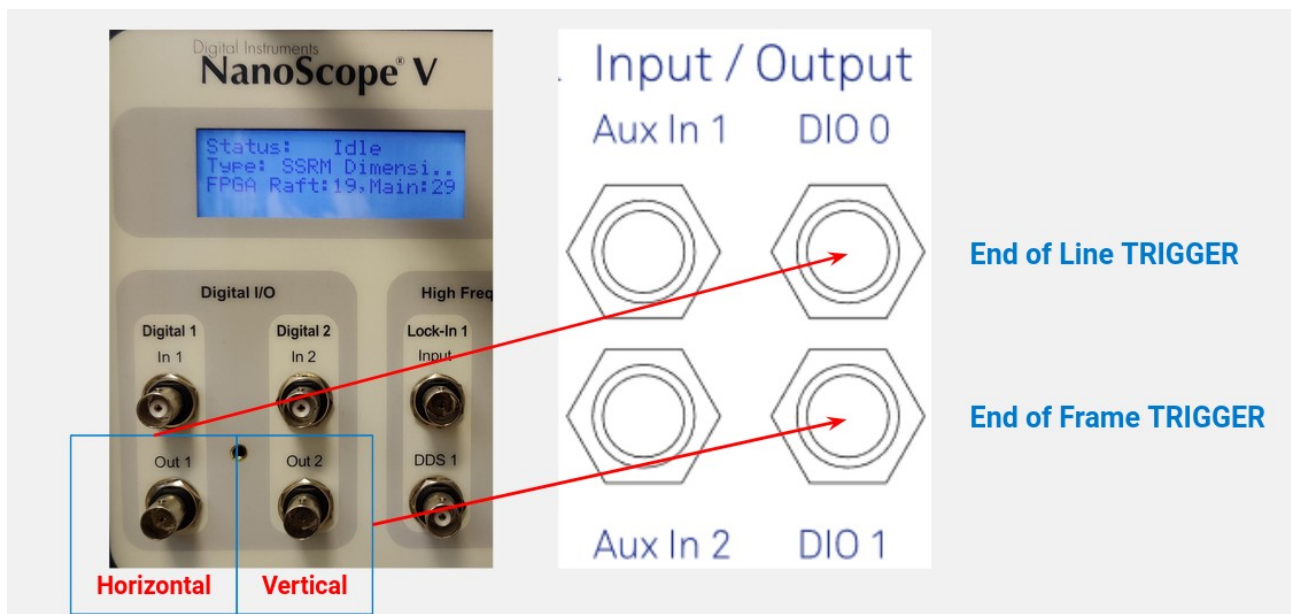 Digital Instruments
NanoScope® V
Status: Idle
Type: SSRM Dimensi..
FPGA Raft:19,Main:29
Digital I/O
High Freq
Digital 1
Digital 2
Lock-In 1
In 1
In 2
Input
Out 1
Out 2
DDS 1
Horizontal
Vertical
Input / Output
Aux In 1
DIO 0
End of Line TRIGGER
End of Frame TRIGGER
Aux In 2
DIO 1